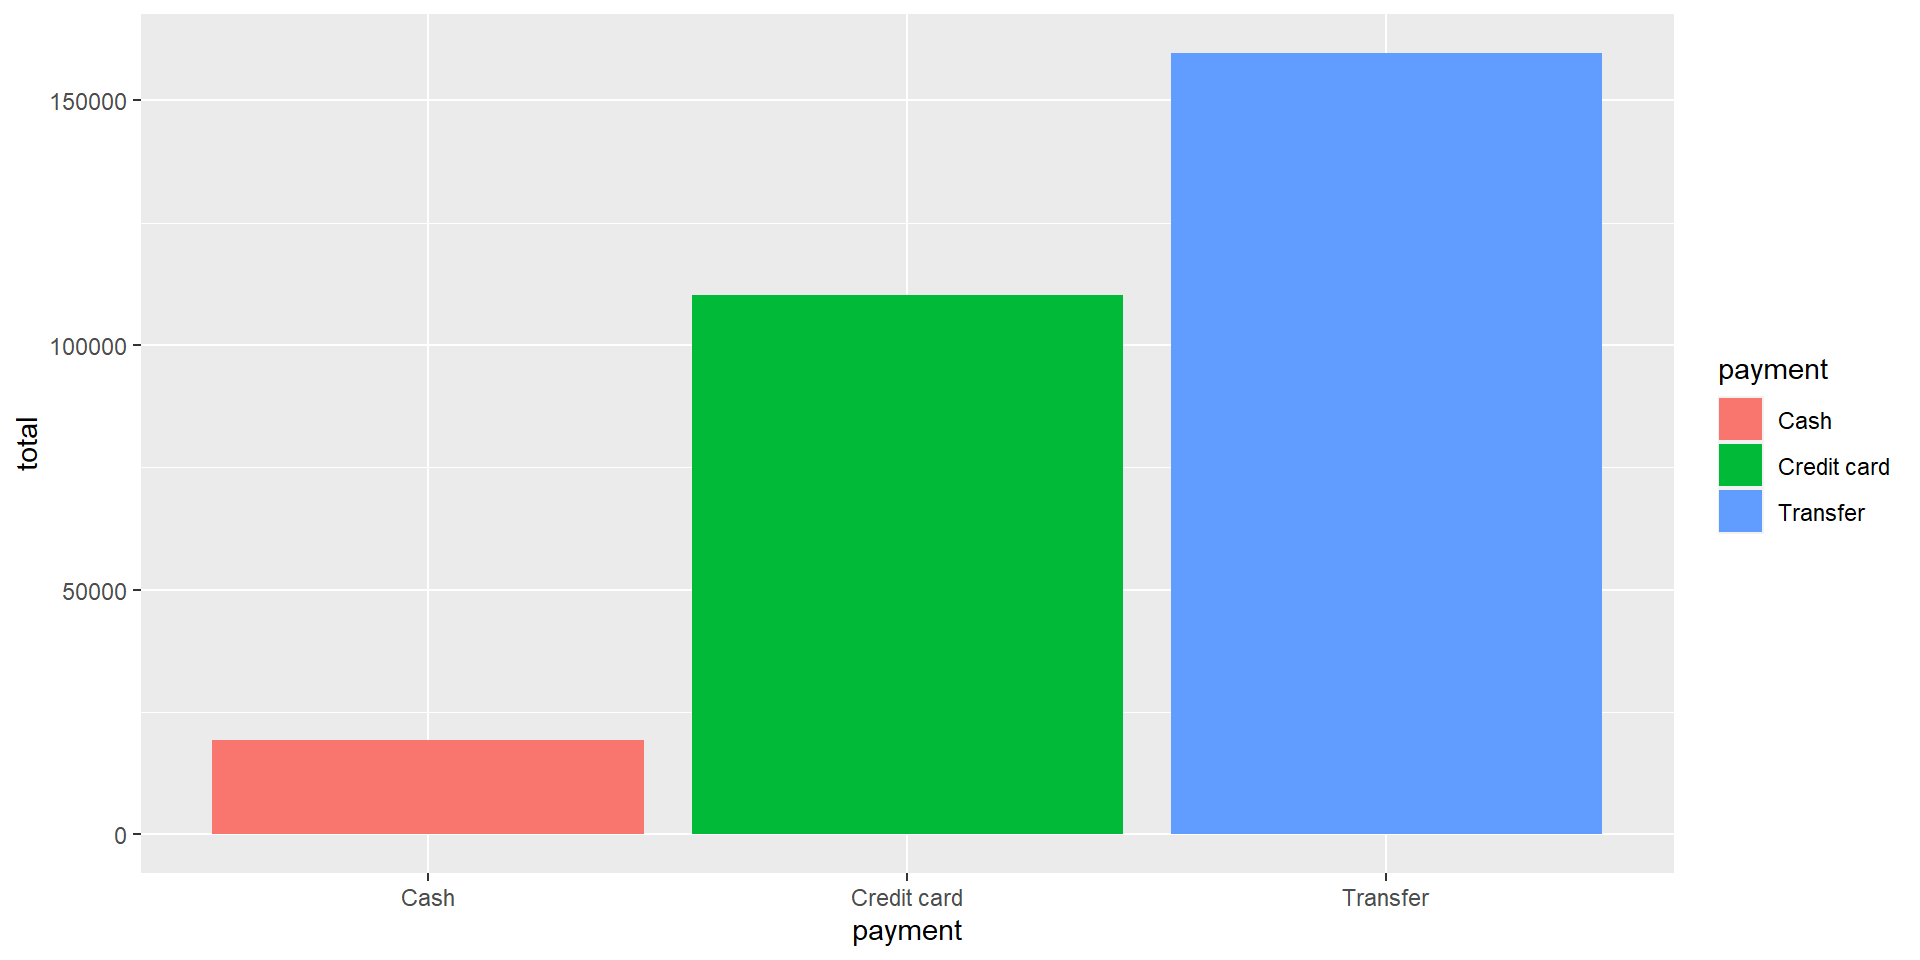 150000
100000
50000
0
total
Cash
Credit card
Transfer
payment
payment
Cash
Credit card
Transfer